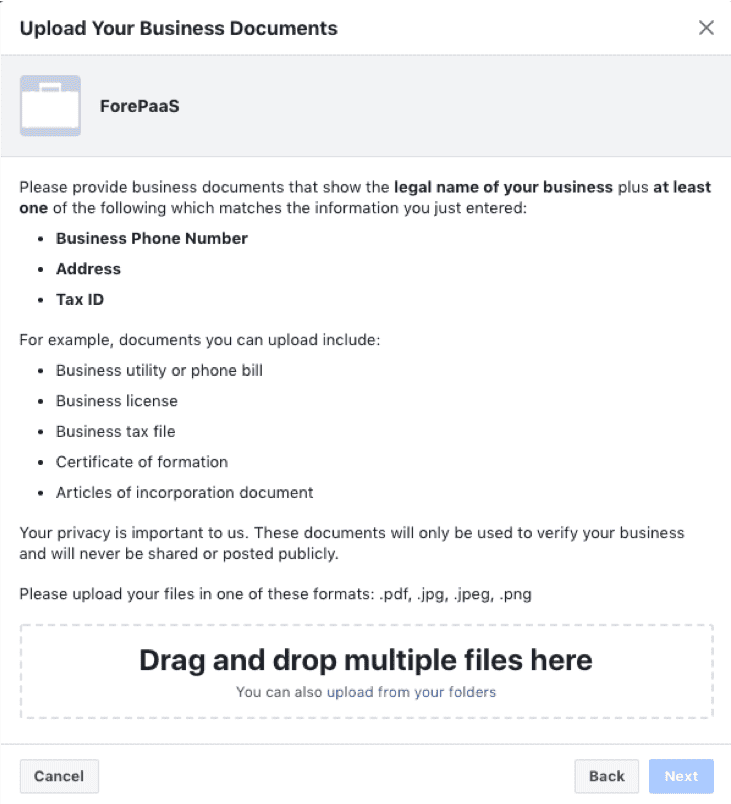 Upload Your Business Documents
ForePaaS
Please provide business documents that show the legal name of your business plus at least
one of the following which matches the information you just entered:
• Business Phone Number
• Address
• Tax ID
For example, documents you can upload include:
• Business utility or phone bill
• Business license
• Business tax file
• Certificate of formation
• Articles of incorporation document
Your privacy is important to us. These documents will only be used to verify your business
and will never be shared or posted publicly.
Please upload your files in one of these formats: .pdf, .jpg, .jpeg, .png
Drag and drop multiple files here
You can also upload from your folders
Cancel Back Next